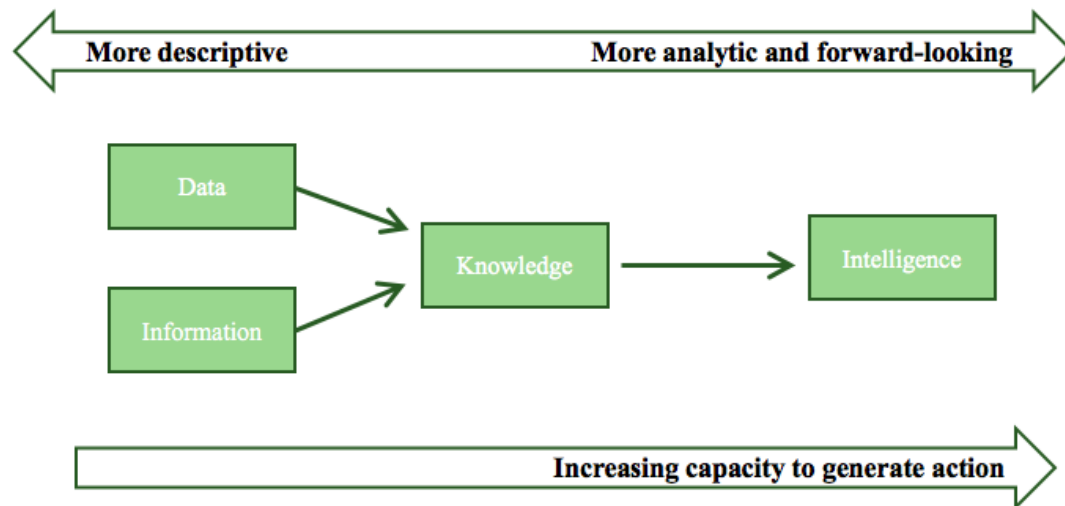 More descriptive
More analytic and forward-looking
Data
Knowledge
Intelligence
Information
Increasing capacity to generate action